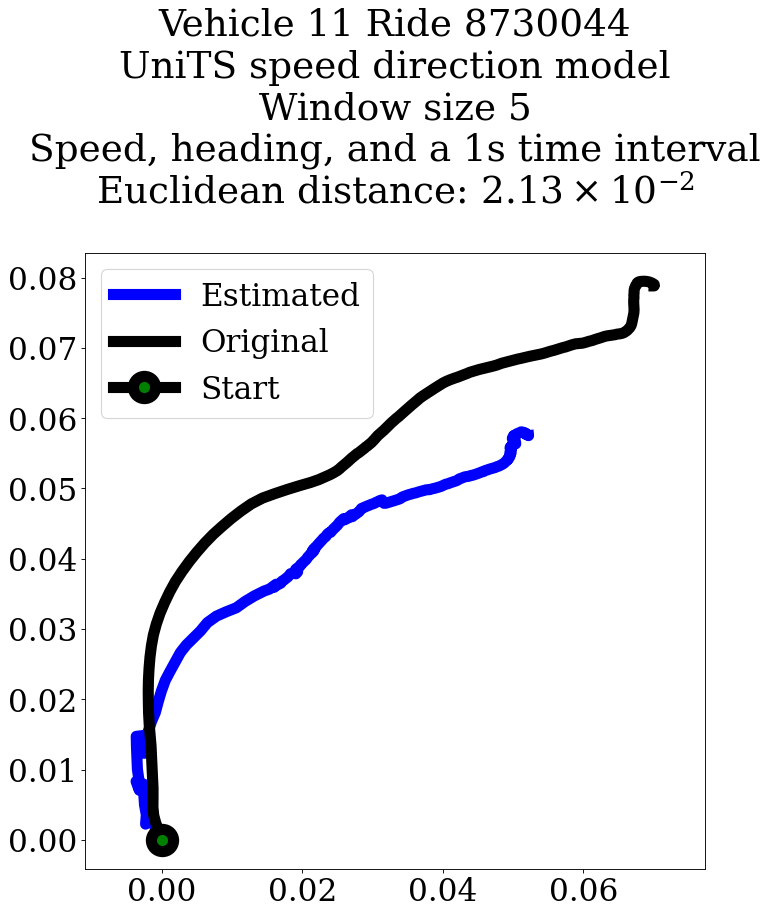 Vehicle 11 Ride 8730044
UniTS speed direction model
Window size 5
Speed, heading, and a 1s time interval
Euclidean distance: 2.13 × 10⁻²
Estimated
Original
Start
0.08
0.07
0.06
0.05
0.04
0.03
0.02
0.01
0.00
0.00 0.02 0.04 0.06